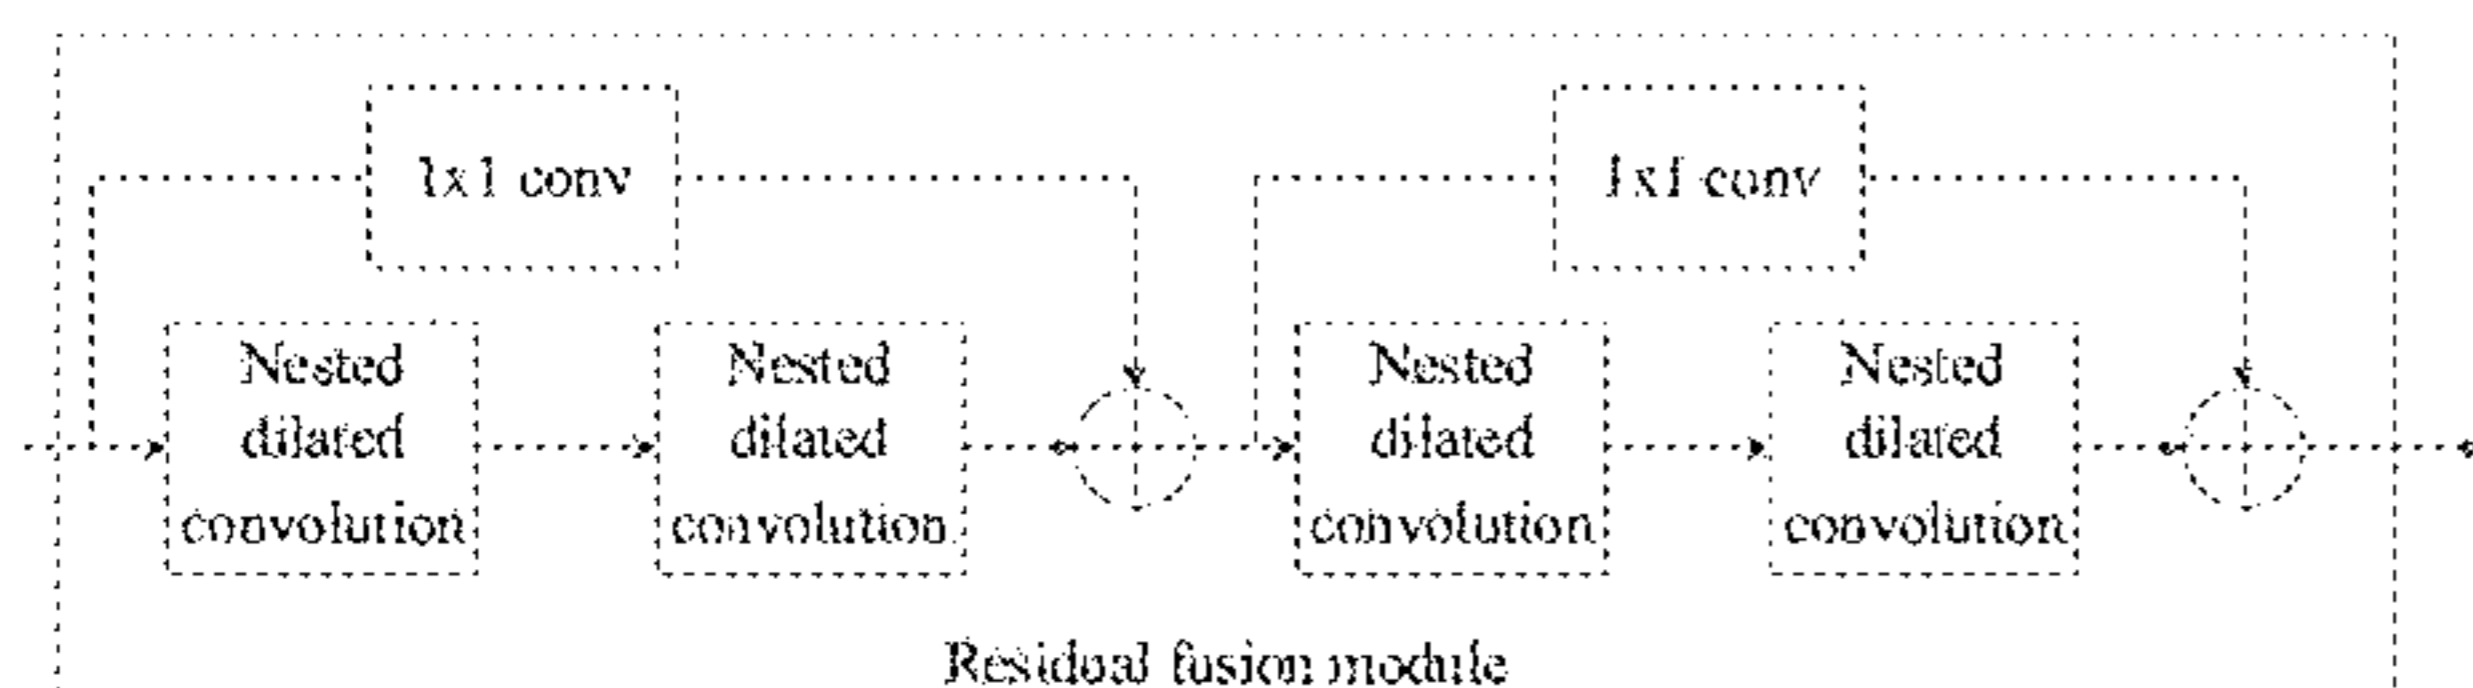 1x1 conv
1x1 conv
Nested
dilated
convolution
Nested
dilated
convolution
Nested
dilated
convolution
Nested
dilated
convolution
Residual fusion module